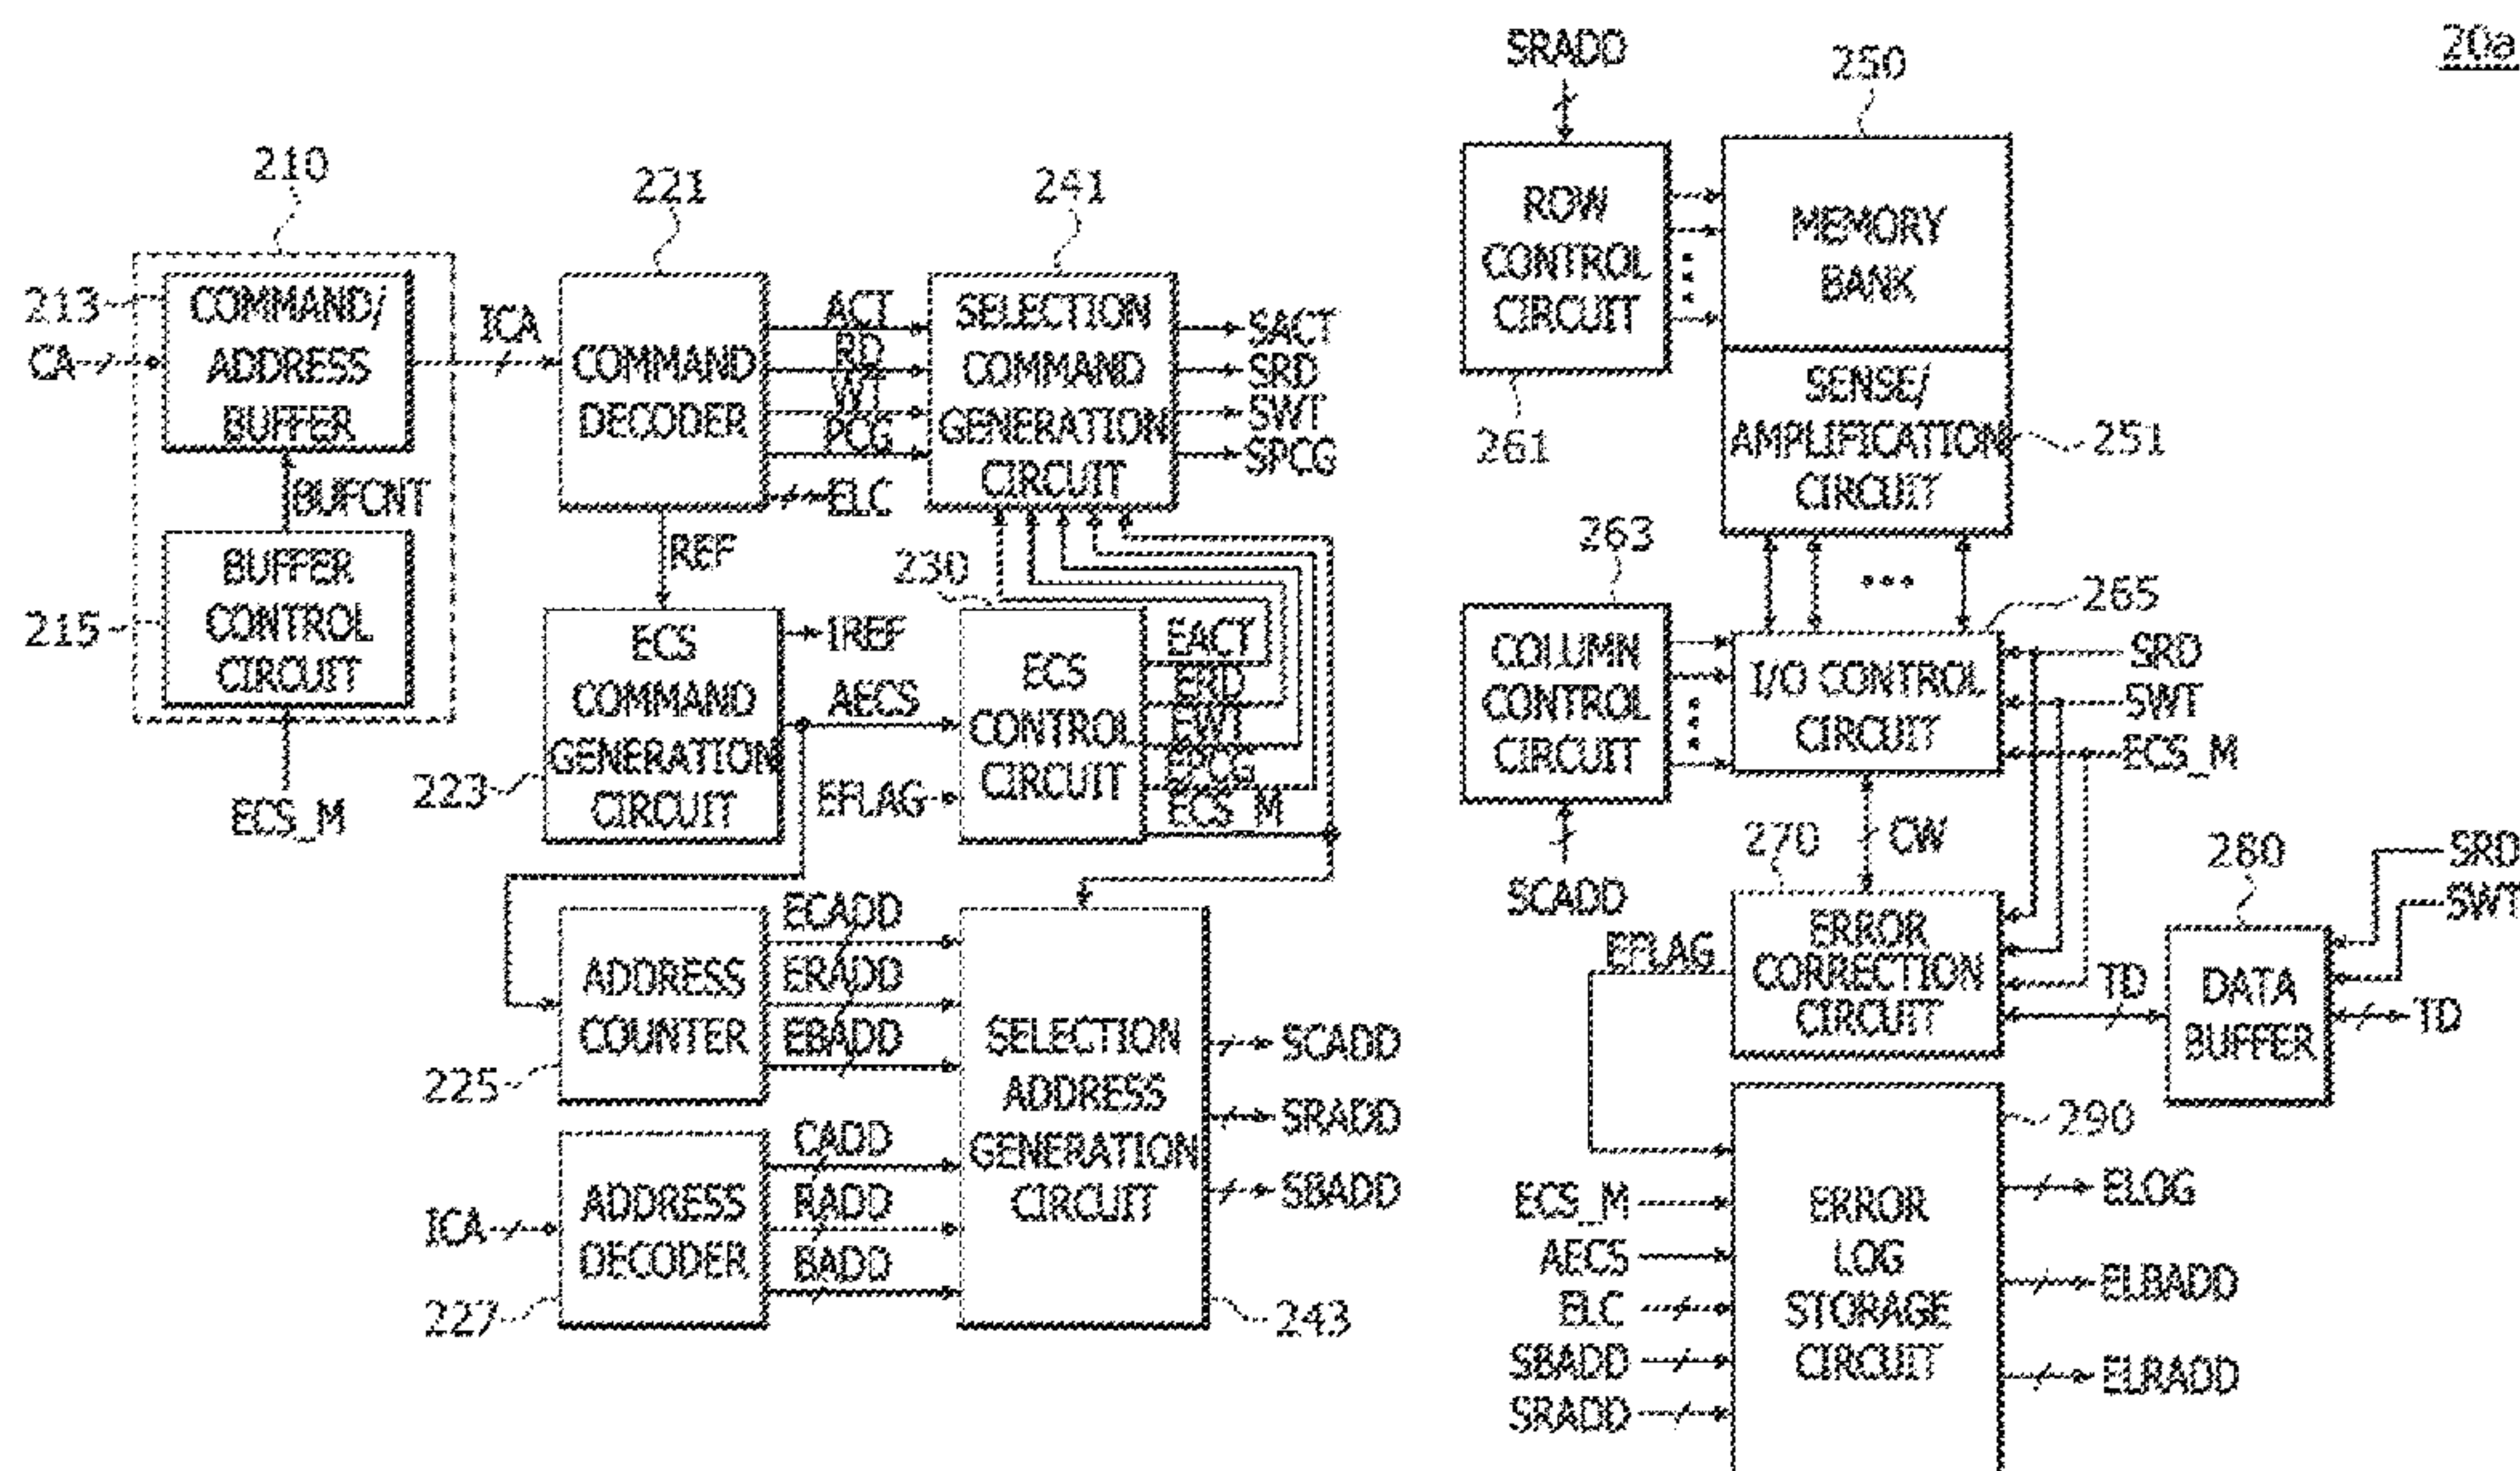 20a
210
213
CA
COMMAND/
ADDRESS
BUFFER
BUFCNT
215
BUFFER
CONTROL
CIRCUIT
ECS_M
ICA
221
COMMAND
DECODER
ACT
RD
WT
PCG
ELC
REF
241
SELECTION
COMMAND
GENERATION
CIRCUIT
SACT
SRD
SWT
SPCG
223
ECS
COMMAND
GENERATION
CIRCUIT
IREF
AECS
EFLAG
230
ECS
CONTROL
CIRCUIT
EACT
ERD
EWT
EPCG
ECS_M
225
ADDRESS
COUNTER
ECADD
ERADD
EBADD
ICA
227
ADDRESS
DECODER
CADD
RADD
BADD
SELECTION
ADDRESS
GENERATION
CIRCUIT
243
SCADD
SRADD
SBADD
SRADD
ROW
CONTROL
CIRCUIT
261
250
MEMORY
BANK
SENSE/
AMPLIFICATION
CIRCUIT
251
263
COLUMN
CONTROL
CIRCUIT
SCADD
265
I/O CONTROL
CIRCUIT
SRD
SWT
ECS_M
CW
270
ERROR
CORRECTION
CIRCUIT
EFLAG
TD
280
DATA
BUFFER
SRD
SWT
TD
290
ERROR
LOG
STORAGE
CIRCUIT
ECS_M
AECS
ELC
SBADD
SRADD
ELOG
ELBADD
ELRADD